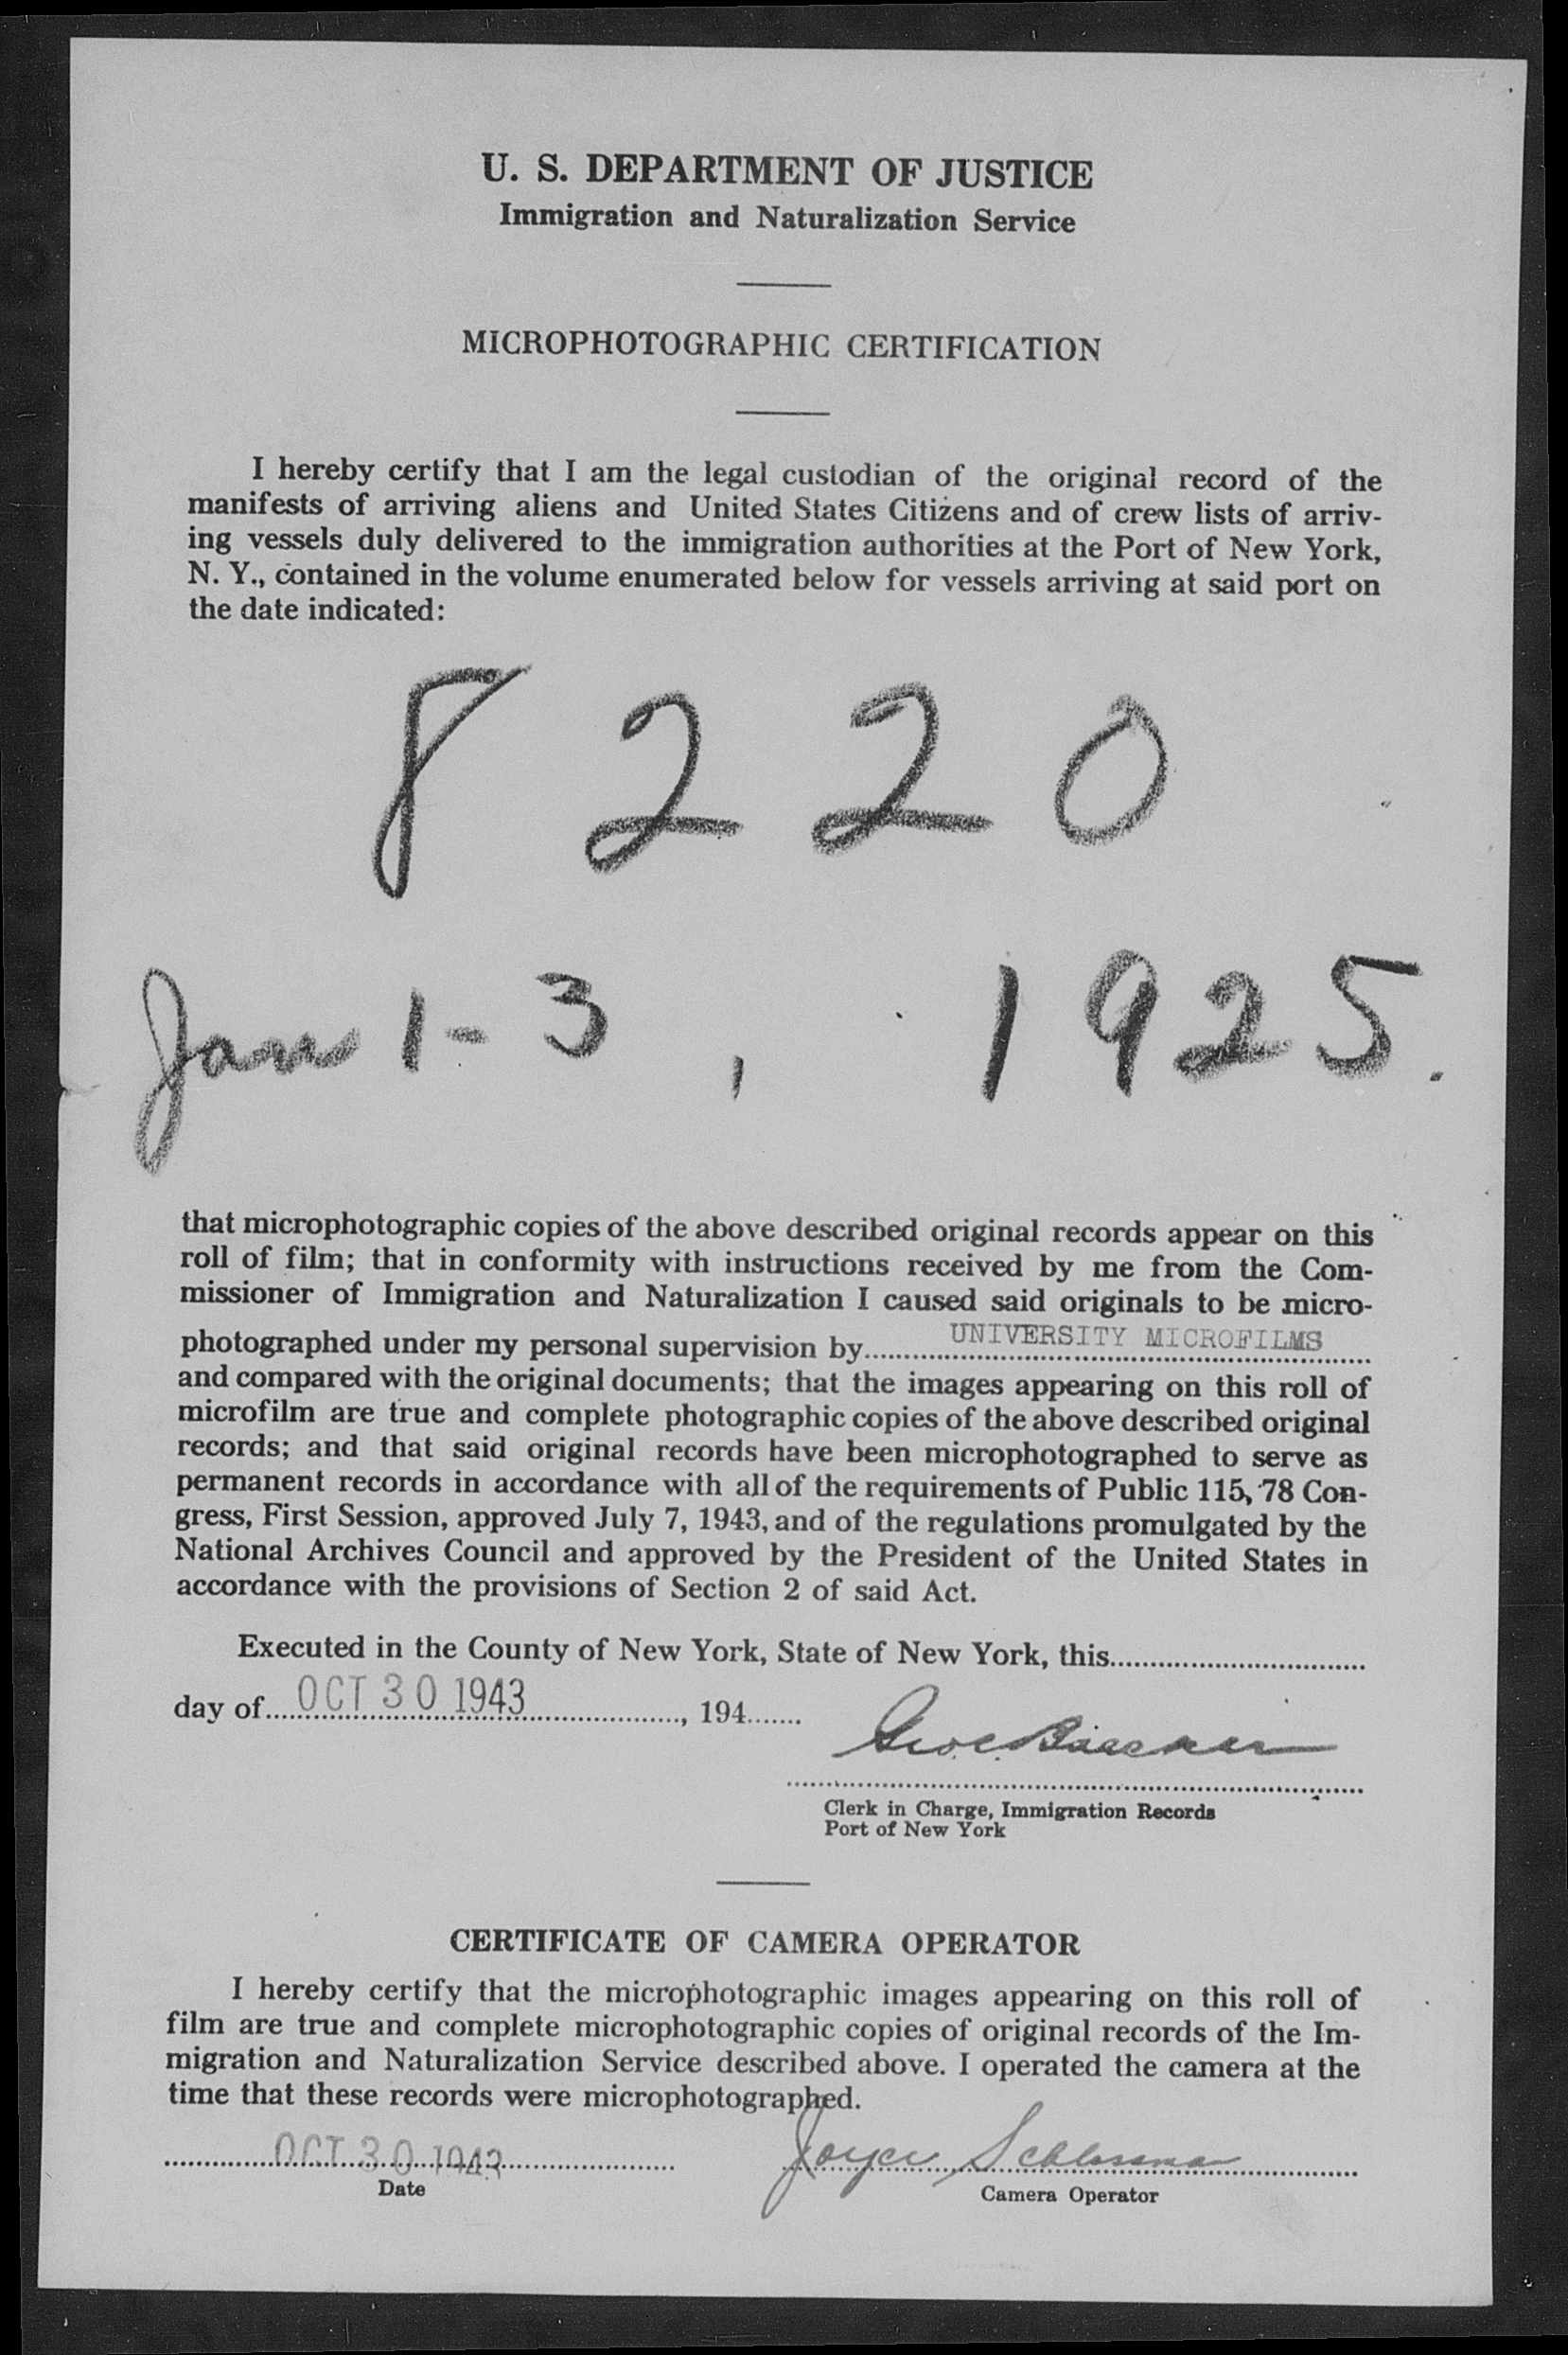 U. S. DEPARTMENT OF JUSTICE
Immigration and Naturalization Service
MICROPHOTOGRAPHIC CERTIFICATION
I hereby certify that I am the legal custodian of the original record of the
manifests of arriving aliens and United States Citizens and of crew lists of arriv-
ing vessels duly delivered to the immigration authorities at the Port of New York,
N. Y., contained in the volume enumerated below for vessels arriving at said port on
the date indicated:
8220
Jan 1-3, 1925.
that microphotographic copies of the above described original records appear on this
roll of film; that in conformity with instructions received by me from the Com-
missioner of Immigration and Naturalization I caused said originals to be micro-
photographed under my personal supervision by UNIVERSITY MICROFILMS
and compared with the original documents; that the images appearing on this roll of
microfilm are true and complete photographic copies of the above described original
records; and that said original records have been microphotographed to serve as
permanent records in accordance with all of the requirements of Public 115, 78 Con-
gress, First Session, approved July 7, 1943, and of the regulations promulgated by the
National Archives Council and approved by the President of the United States in
accordance with the provisions of Section 2 of said Act.
Executed in the County of New York, State of New York, this
day of OCT 30 1943, 194
Clerk in Charge, Immigration Records
Port of New York
CERTIFICATE OF CAMERA OPERATOR
I hereby certify that the microphotographic images appearing on this roll of
film are true and complete microphotographic copies of original records of the Im-
migration and Naturalization Service described above. I operated the camera at the
time that these records were microphotographed.
OCT 30 1943 Joyce
Date
Camera Operator